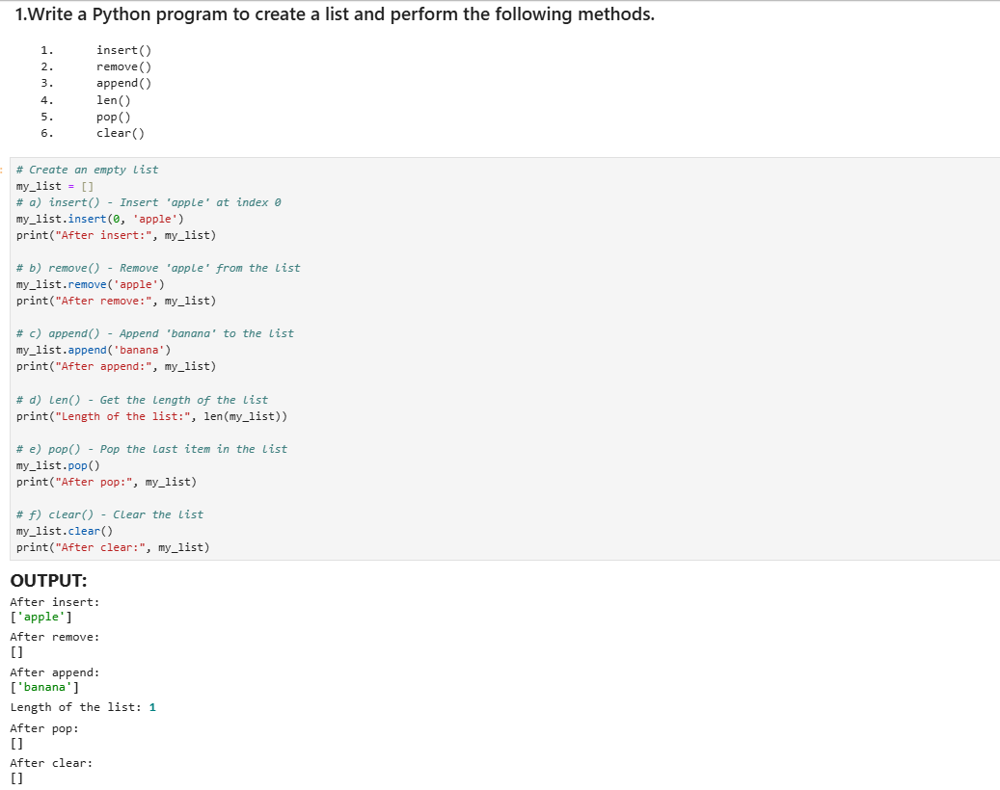 1.Write a Python program to create a list and perform the following methods.
1. insert()
2. remove()
3. append()
4. len()
5. pop()
6. clear()
# Create an empty list
my_list = []
# a) insert() - Insert 'apple' at index 0
my_list.insert(0, 'apple')
print("After insert:", my_list)
# b) remove() - Remove 'apple' from the list
my_list.remove('apple')
print("After remove:", my_list)
# c) append() - Append 'banana' to the list
my_list.append('banana')
print("After append:", my_list)
# d) len() - Get the length of the list
print("Length of the list:", len(my_list))
# e) pop() - Pop the last item in the list
my_list.pop()
print("After pop:", my_list)
# f) clear() - Clear the list
my_list.clear()
print("After clear:", my_list)
OUTPUT:
After insert:
['apple']
After remove:
[]
After append:
['banana']
Length of the list: 1
After pop:
[]
After clear:
[]